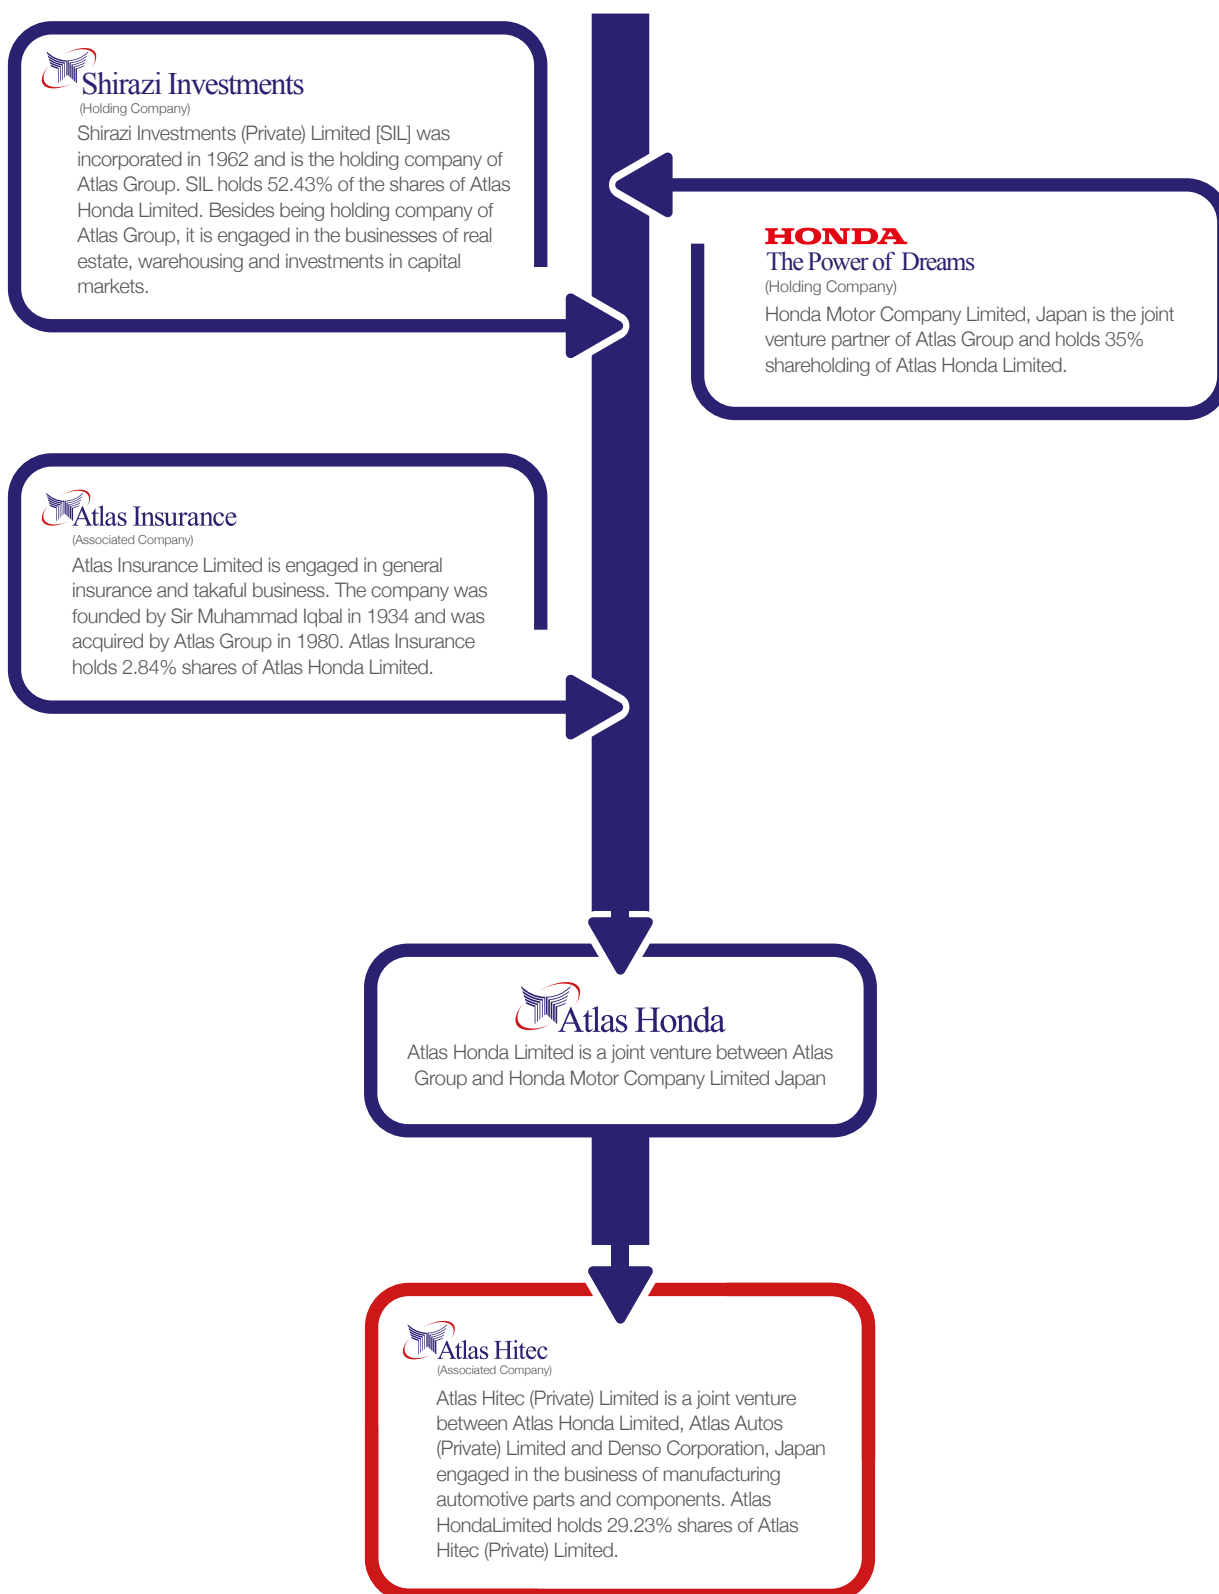 Shirazi Investments
(Holding Company)
Shirazi Investments (Private) Limited [SIL] was
incorporated in 1962 and is the holding company of
Atlas Group. SIL holds 52.43% of the shares of Atlas
Honda Limited. Besides being holding company of
Atlas Group, it is engaged in the businesses of real
estate, warehousing and investments in capital
markets.
HONDA
The Power of Dreams
(Holding Company)
Honda Motor Company Limited, Japan is the joint
venture partner of Atlas Group and holds 35%
shareholding of Atlas Honda Limited.
Atlas Insurance
(Associated Company)
Atlas Insurance Limited is engaged in general
insurance and takaful business. The company was
founded by Sir Muhammad Iqbal in 1934 and was
acquired by Atlas Group in 1980. Atlas Insurance
holds 2.84% shares of Atlas Honda Limited.
Atlas Honda
Atlas Honda Limited is a joint venture between Atlas
Group and Honda Motor Company Limited Japan
Atlas Hitec
(Associated Company)
Atlas Hitec (Private) Limited is a joint venture
between Atlas Honda Limited, Atlas Autos
(Private) Limited and Denso Corporation, Japan
engaged in the business of manufacturing
automotive parts and components. Atlas
HondaLimited holds 29.23% shares of Atlas
Hitec (Private) Limited.